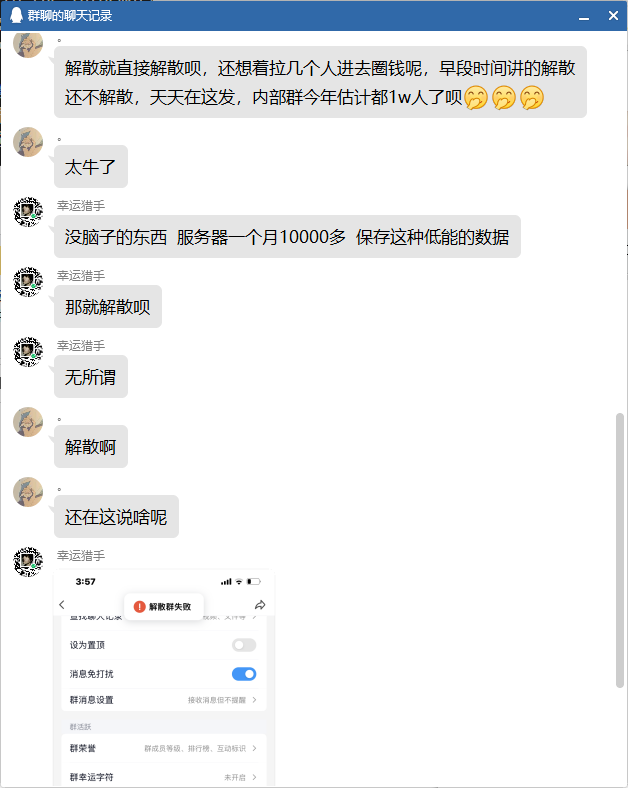 群聊的聊天记录
。
解散就直接解散呗，还想着拉几个人进去圈钱呢，早段时间讲的解散
还不解散，天天在这发，内部群今年估计都1w人了呗🤭🤭🤭
。
太牛了
幸运猎手
没脑子的东西 服务器一个月10000多 保存这种低能的数据
幸运猎手
那就解散呗
幸运猎手
无所谓
。
解散啊
。
还在这说啥呢
幸运猎手
3:57
解散群失败
查找聊天记录
视频、文件等
设为置顶
消息免打扰
群消息设置 接收消息但不提醒
群活跃
群荣誉 群成员等级、排行榜、互动标识
群幸运字符 未开启